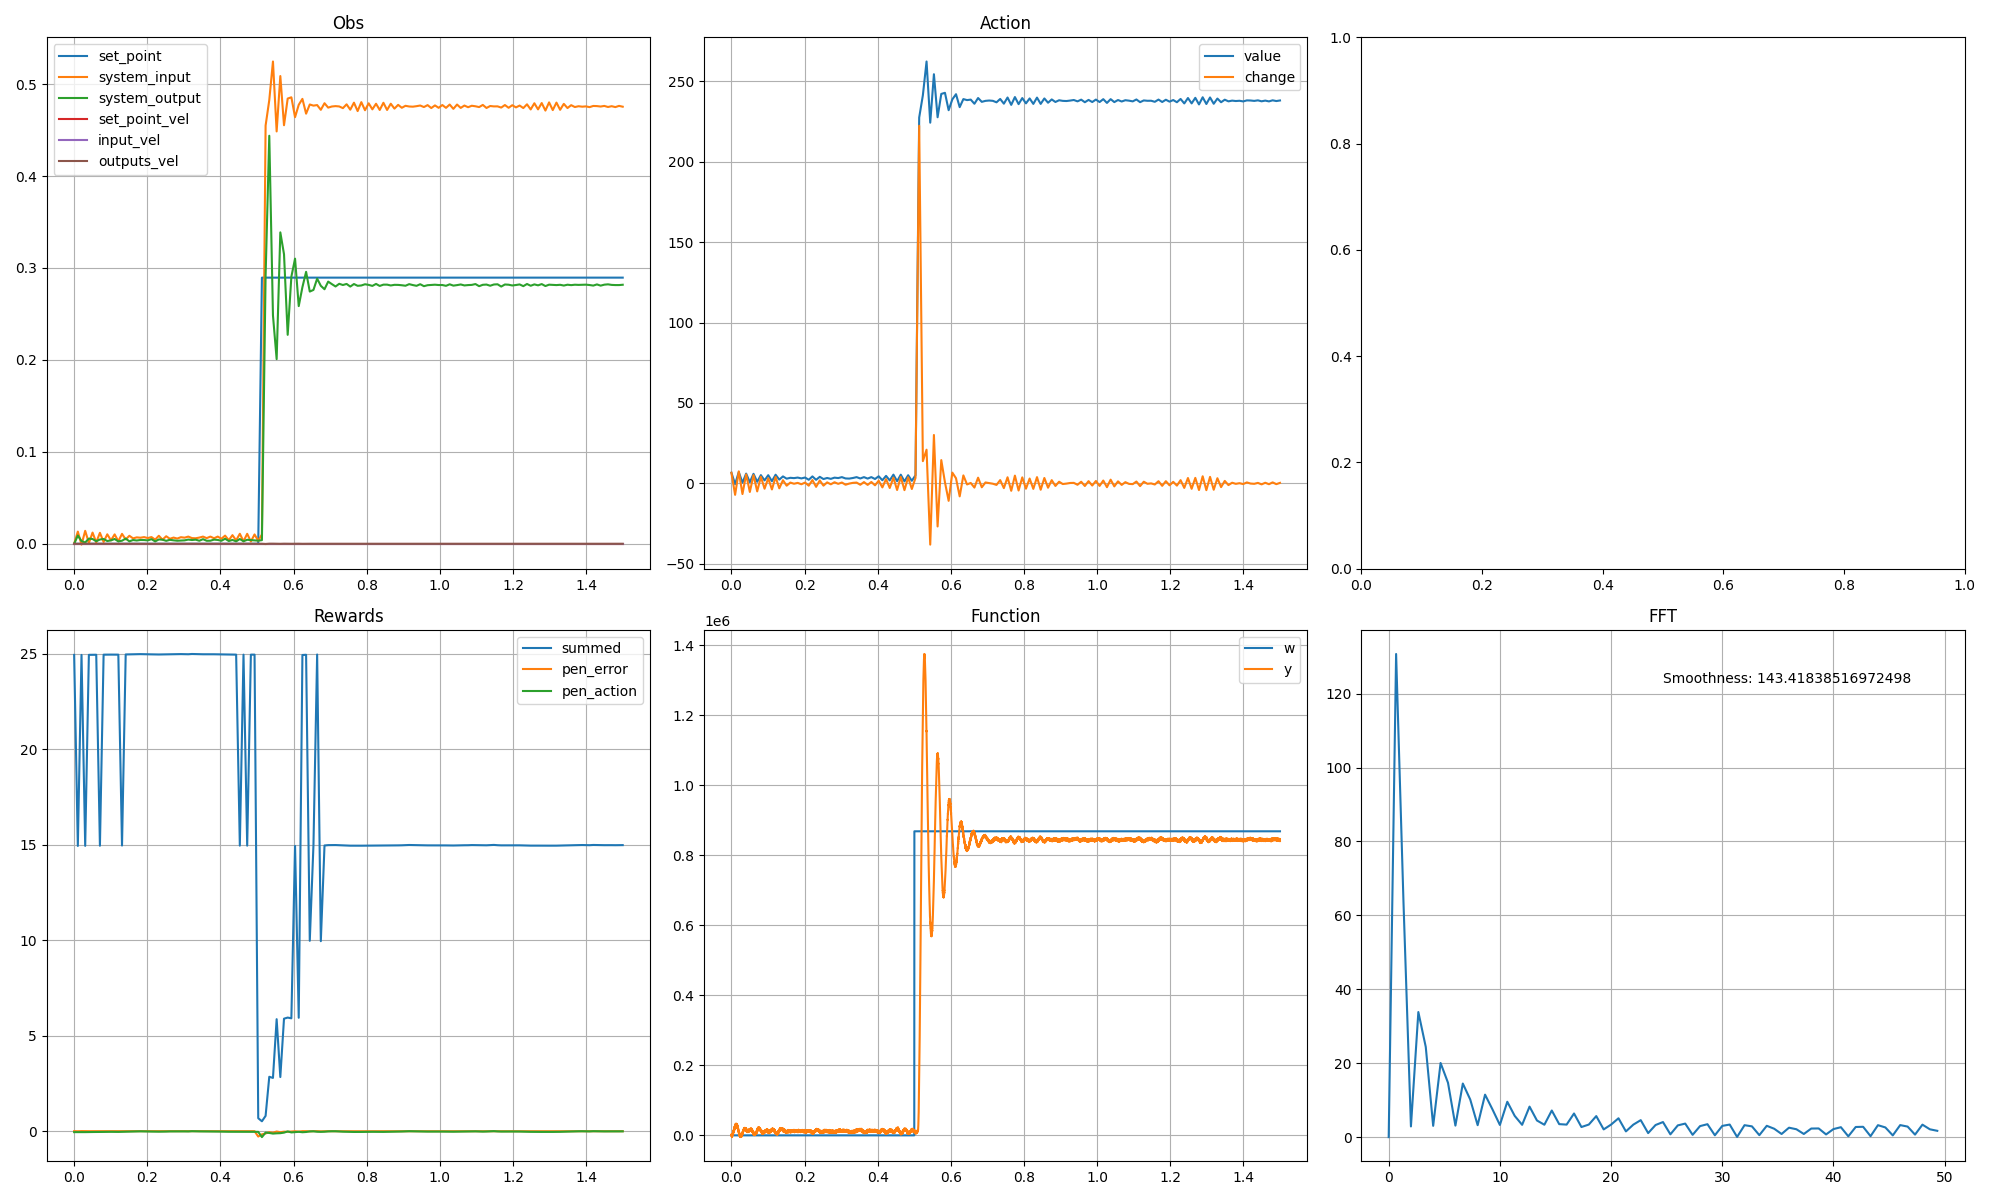 Obs
set_point
system_input
system_output
set_point_vel
input_vel
outputs_vel
0.5
0.4
0.3
0.2
0.1
0.0
0.0 0.2 0.4 0.6 0.8 1.0 1.2 1.4
Action
value
change
250
200
150
100
50
0
−50
0.0 0.2 0.4 0.6 0.8 1.0 1.2 1.4
1.0
0.8
0.6
0.4
0.2
0.0
0.0 0.2 0.4 0.6 0.8 1.0
Rewards
summed
pen_error
pen_action
25
20
15
10
5
0
0.0 0.2 0.4 0.6 0.8 1.0 1.2 1.4
Function
1e6
w
y
1.4
1.2
1.0
0.8
0.6
0.4
0.2
0.0
0.0 0.2 0.4 0.6 0.8 1.0 1.2 1.4
FFT
Smoothness: 143.41838516972498
120
100
80
60
40
20
0
0 10 20 30 40 50